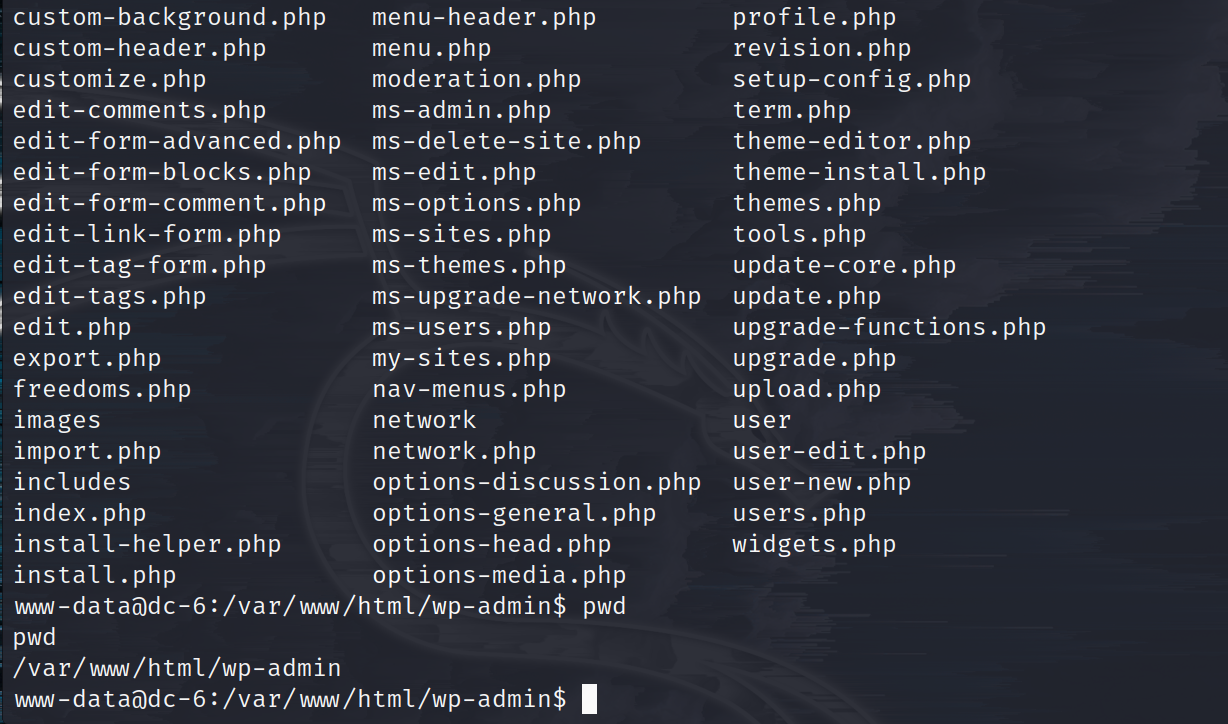 custom-background.php menu-header.php profile.php
custom-header.php menu.php revision.php
customize.php moderation.php setup-config.php
edit-comments.php ms-admin.php term.php
edit-form-advanced.php ms-delete-site.php theme-editor.php
edit-form-blocks.php ms-edit.php theme-install.php
edit-form-comment.php ms-options.php themes.php
edit-link-form.php ms-sites.php tools.php
edit-tag-form.php ms-themes.php update-core.php
edit-tags.php ms-upgrade-network.php update.php
edit.php ms-users.php upgrade-functions.php
export.php my-sites.php upgrade.php
freedoms.php nav-menus.php upload.php
images network user
import.php network.php user-edit.php
includes options-discussion.php user-new.php
index.php options-general.php users.php
install-helper.php options-head.php widgets.php
install.php options-media.php
www-data@dc-6:/var/www/html/wp-admin$ pwd
pwd
/var/www/html/wp-admin
www-data@dc-6:/var/www/html/wp-admin$